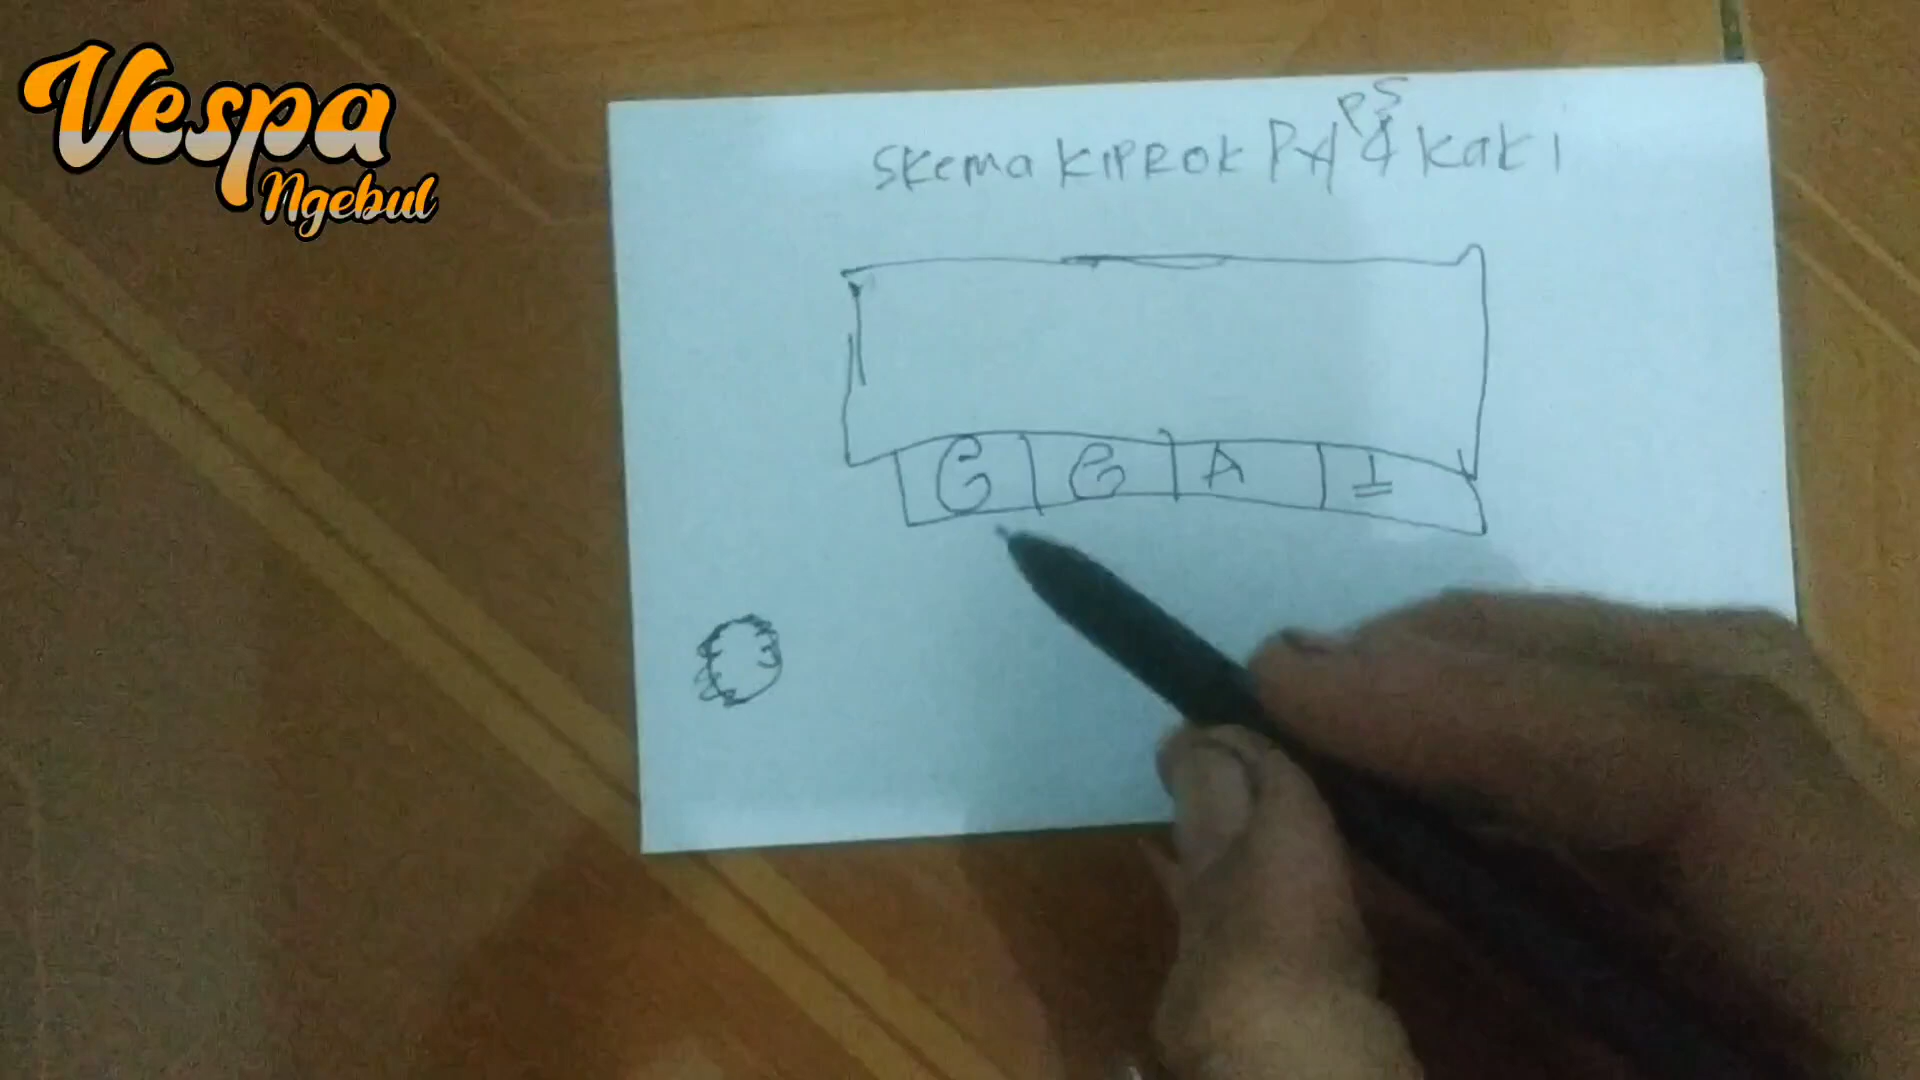 Vespa
Ngebul
PS
SKema KIPROK PX 4 KaKi
G G A